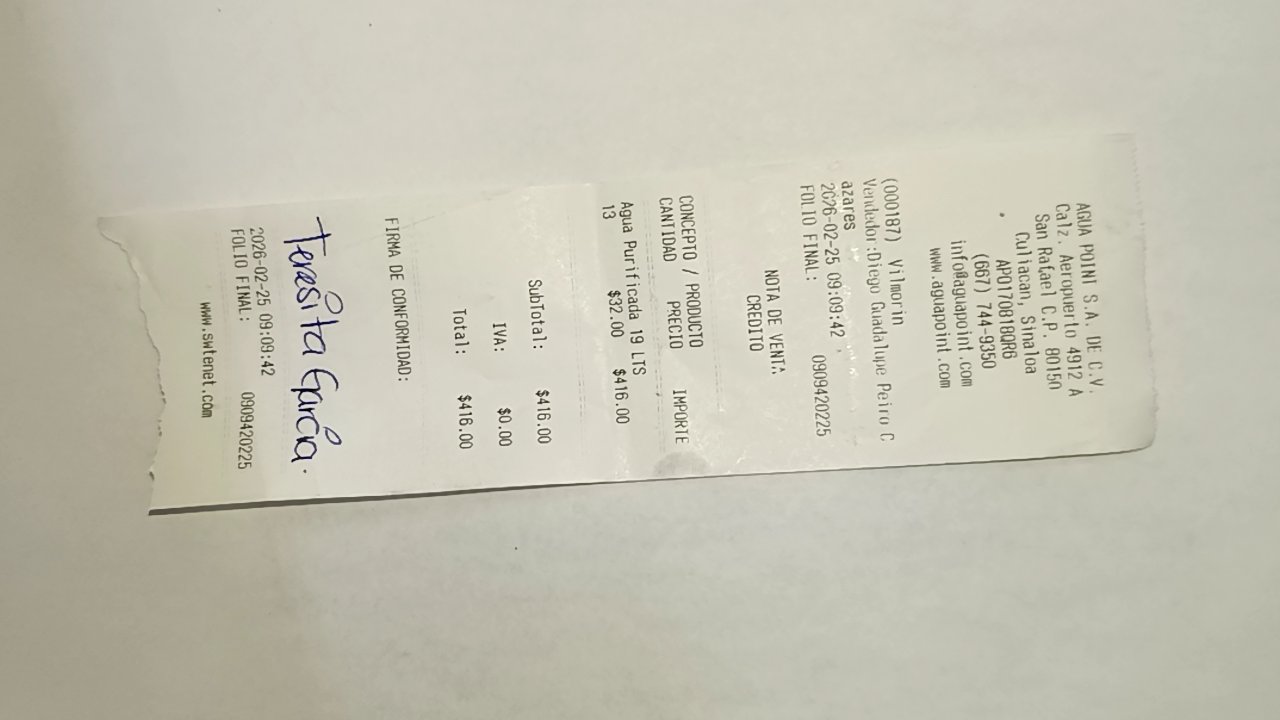 AGUA POINT S.A. DE C.V.
Calz. Aeropuerto 4912 A
San Rafael C.P. 80150
Culiacan, Sinaloa
APO170818QR6
(667) 744-9350
info@aguapoint.com
www.aguapoint.com
(000187) Vilmorin
Vendedor:Diego Guadalupe Peiro C
azares
2026-02-25 09:09:42
FOLIO FINAL: 0909420225
NOTA DE VENTA
CREDITO
CONCEPTO / PRODUCTO
CANTIDAD PRECIO IMPORTE
Agua Purificada 19 LTS
13 $32.00 $416.00
SubTotal: $416.00
IVA: $0.00
Total: $416.00
FIRMA DE CONFORMIDAD:
Teresita García.
2026-02-25 09:09:42
FOLIO FINAL: 0909420225
www.swtenet.com